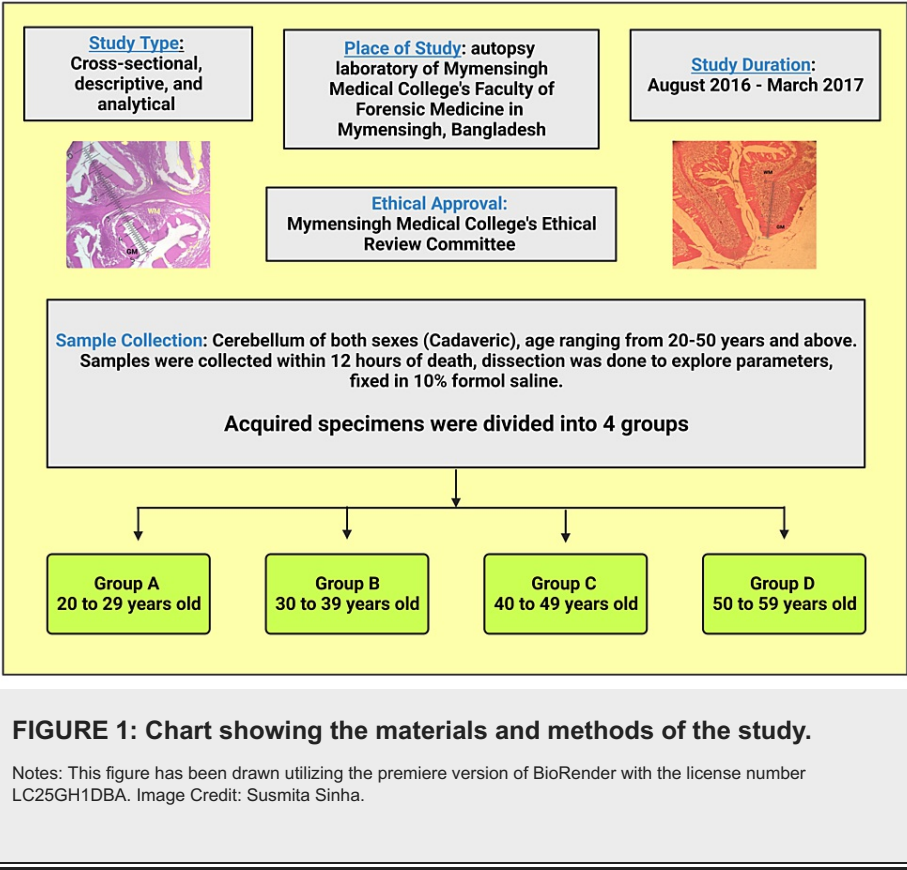 Study Type:
Cross-sectional,
descriptive, and
analytical
Place of Study: autopsy
laboratory of Mymensingh
Medical College's Faculty of
Forensic Medicine in
Mymensingh, Bangladesh
Study Duration:
August 2016 - March 2017
WM
GM
WM
GM
Ethical Approval:
Mymensingh Medical College's Ethical
Review Committee
Sample Collection: Cerebellum of both sexes (Cadaveric), age ranging from 20-50 years and above.
Samples were collected within 12 hours of death, dissection was done to explore parameters,
fixed in 10% formol saline.
Acquired specimens were divided into 4 groups
Group A
20 to 29 years old
Group B
30 to 39 years old
Group C
40 to 49 years old
Group D
50 to 59 years old
FIGURE 1: Chart showing the materials and methods of the study.
Notes: This figure has been drawn utilizing the premiere version of BioRender with the license number
LC25GH1DBA. Image Credit: Susmita Sinha.